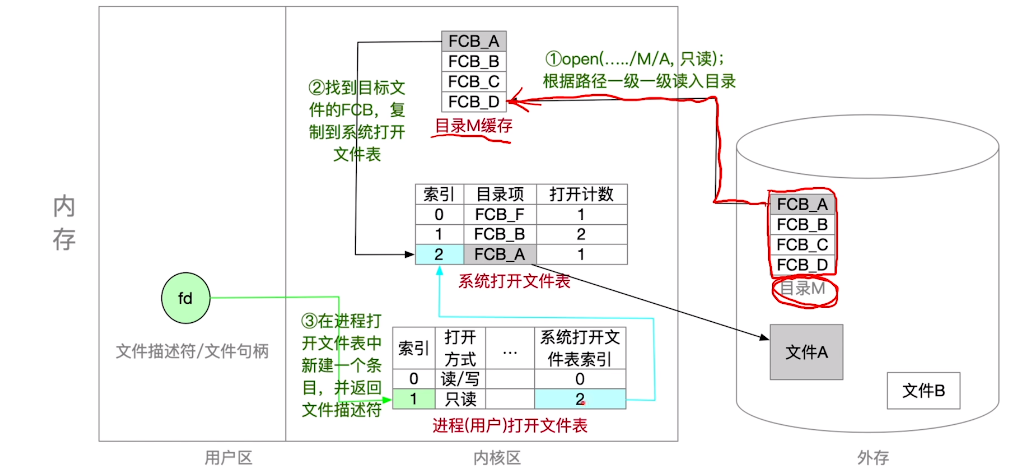 FCB_A
FCB_B
FCB_C
FCB_D
目录M缓存
①open(…../M/A, 只读);
根据路径一级一级读入目录
②找到目标文
件的FCB，复
制到系统打开
文件表
内
存
索引 目录项 打开计数
0 FCB_F 1
1 FCB_B 2
2 FCB_A 1
系统打开文件表
FCB_A
FCB_B
FCB_C
FCB_D
目录M
文件A
文件B
fd
文件描述符/文件句柄
③在进程打
开文件表中
新建一个条
目，并返回
文件描述符
索引 打开 … 系统打开文
方式 件表索引
0 读/写 0
1 只读 2
进程(用户)打开文件表
用户区
内核区
外存